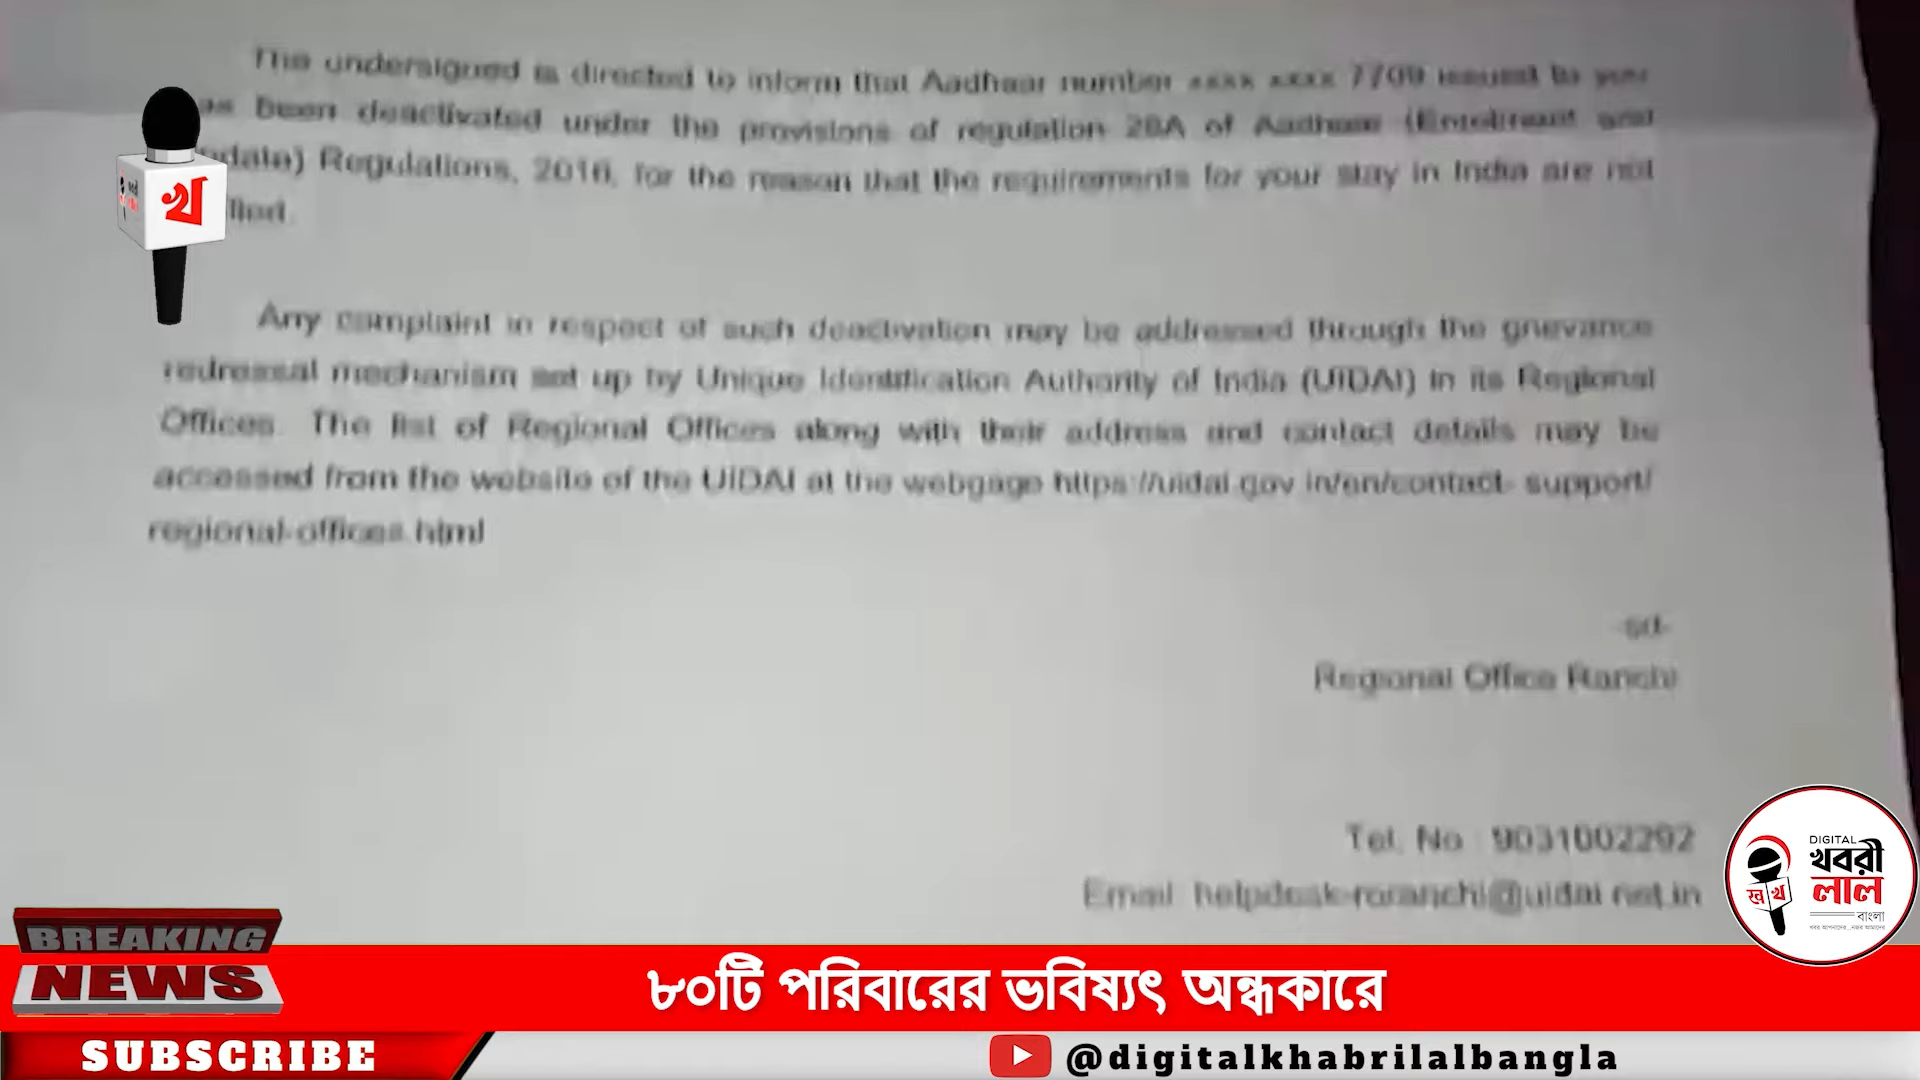 The undersigned is directed to inform that Aadhaar number xxxx xxxx 7709 issued to you
as been deactivated under the provisions of regulation 28A of Aadhaar (Enrolment and
pdate) Regulations, 2016, for the reason that the requirements for your stay in India are not
filled.
Any complaint in respect of such deactivation may be addressed through the grievance
redressal mechanism set up by Unique Identification Authority of India (UIDAI) in its Regional
Offices. The list of Regional Offices along with their address and contact details may be
accessed from the website of the UIDAI at the webgage https://uidai.gov.in/en/contact- support/
regional-offices.html
-sd-
Regional Office Ranchi
Tel. No : 9031002292
Email: helpdesk-roranchi@uidai.net.in
খ
DIGITAL
খবরী
লাল
বাংলা
BREAKING
NEWS
৮০টি পরিবারের ভবিষ্যৎ অন্ধকারে
SUBSCRIBE
@digitalkhabrilalbangla